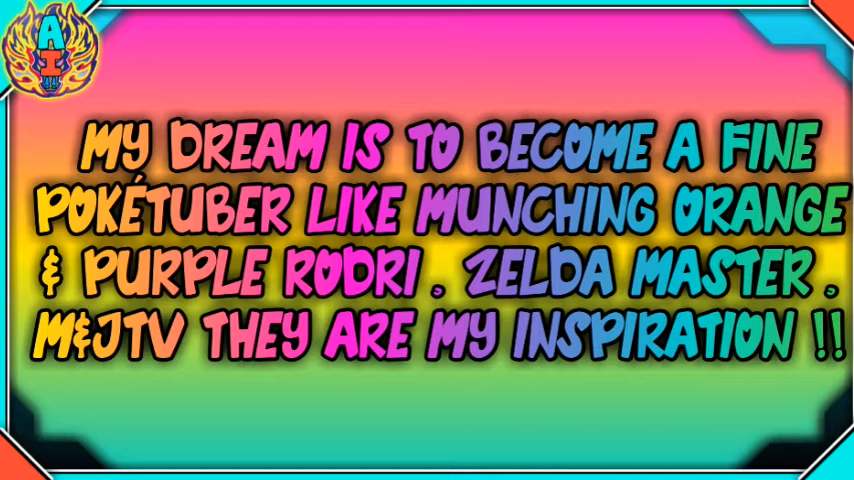 AI
MY DREAM IS TO BECOME A FINE
POKÉTUBER LIKE MUNCHING ORANGE
& PURPLE RODRI , ZELDA MASTER ,
M&JTV THEY ARE MY INSPIRATION !!